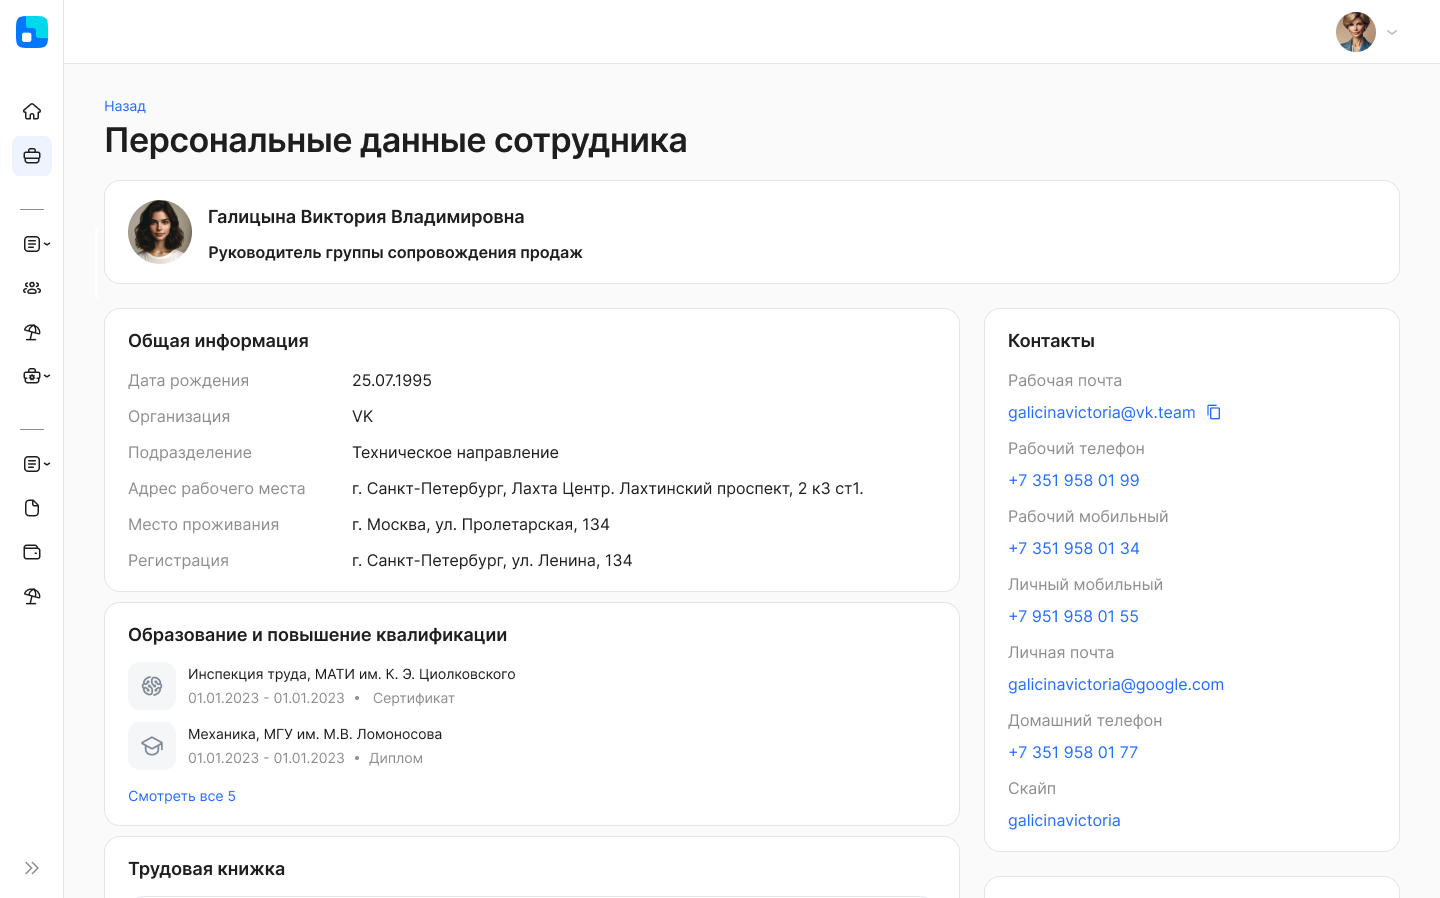 Назад
Персональные данные сотрудника
Галицына Виктория Владимировна
Руководитель группы сопровождения продаж
Общая информация
Дата рождения 25.07.1995
Организация VK
Подразделение Техническое направление
Адрес рабочего места г. Санкт-Петербург, Лахта Центр. Лахтинский проспект, 2 к3 ст1.
Место проживания г. Москва, ул. Пролетарская, 134
Регистрация г. Санкт-Петербург, ул. Ленина, 134
Образование и повышение квалификации
Инспекция труда, МАТИ им. К. Э. Циолковского
01.01.2023 - 01.01.2023 • Сертификат
Механика, МГУ им. М.В. Ломоносова
01.01.2023 - 01.01.2023 • Диплом
Смотреть все 5
Трудовая книжка
Контакты
Рабочая почта
galicinavictoria@vk.team
Рабочий телефон
+7 351 958 01 99
Рабочий мобильный
+7 351 958 01 34
Личный мобильный
+7 951 958 01 55
Личная почта
galicinavictoria@google.com
Домашний телефон
+7 351 958 01 77
Скайп
galicinavictoria